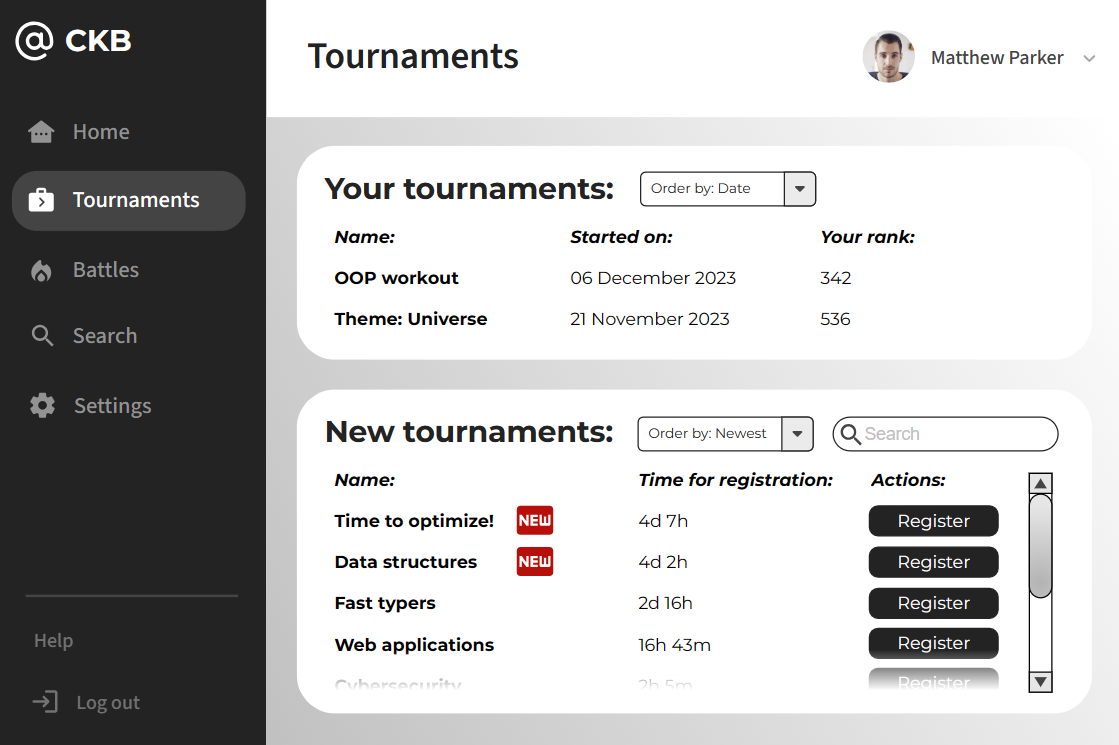 @ CKB
Tournaments
Matthew Parker
Home
Tournaments
Battles
Search
Settings
Help
Log out
Your tournaments:
Order by: Date
Name: Started on: Your rank:
OOP workout 06 December 2023 342
Theme: Universe 21 November 2023 536
New tournaments:
Order by: Newest
Search
Name: Time for registration: Actions:
Time to optimize! NEW 4d 7h Register
Data structures NEW 4d 2h Register
Fast typers 2d 16h Register
Web applications 16h 43m Register
Cybersecurity 2h 5m Register